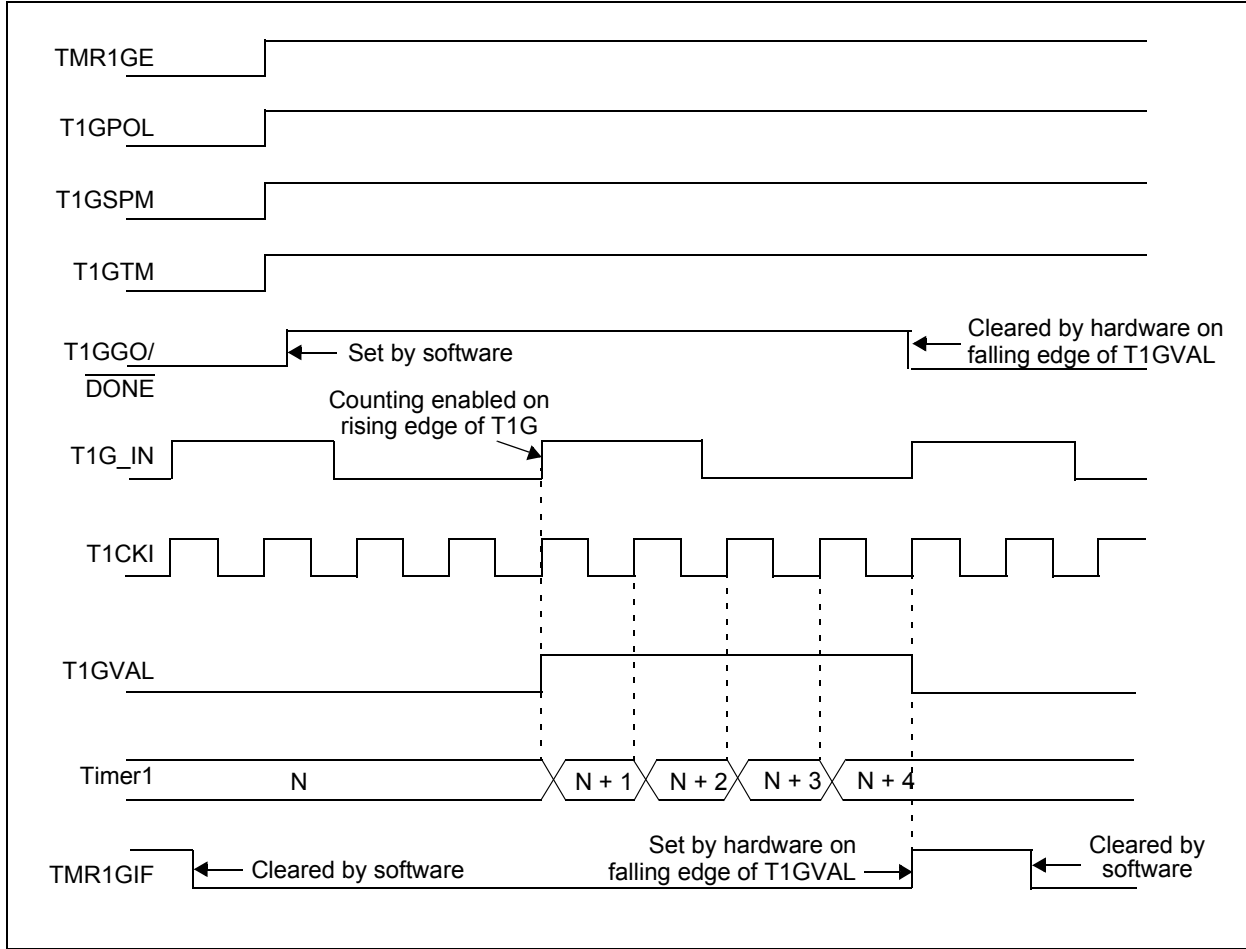 TMR1GE
T1GPOL
T1GSPM
T1GTM
T1GGO/
DONE
Set by software
Cleared by hardware on
falling edge of T1GVAL
Counting enabled on
rising edge of T1G
T1G_IN
T1CKI
T1GVAL
Timer1
N
N + 1
N + 2
N + 3
N + 4
TMR1GIF
Cleared by software
Set by hardware on
falling edge of T1GVAL
Cleared by
software